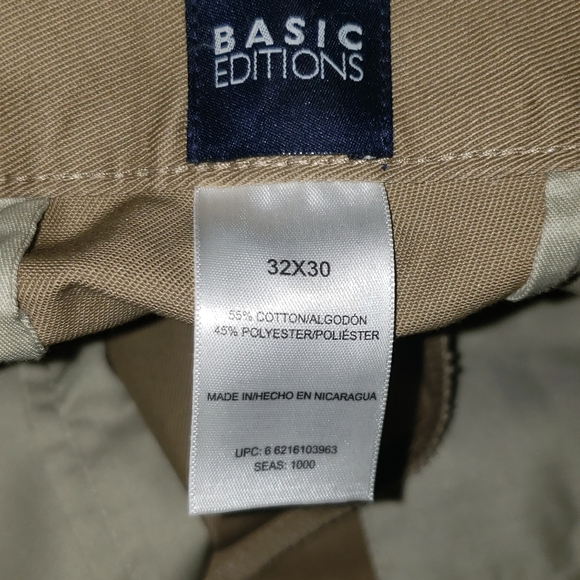 BASIC
EDITIONS
32X30
55% COTTON/ALGODÓN
45% POLYESTER/POLIÉSTER
MADE IN/HECHO EN NICARAGUA
UPC: 6 6216103963
SEAS: 1000